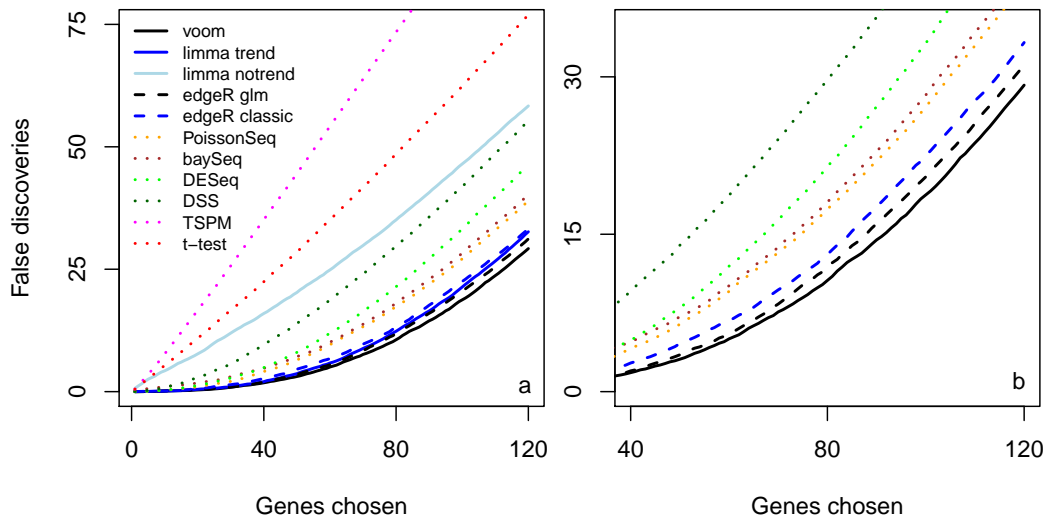 75
50
25
0
False discoveries
voom
limma trend
limma notrend
edgeR glm
edgeR classic
PoissonSeq
baySeq
DESeq
DSS
TSPM
t−test
a
0
40
80
120
Genes chosen
30
15
0
b
40
80
120
Genes chosen